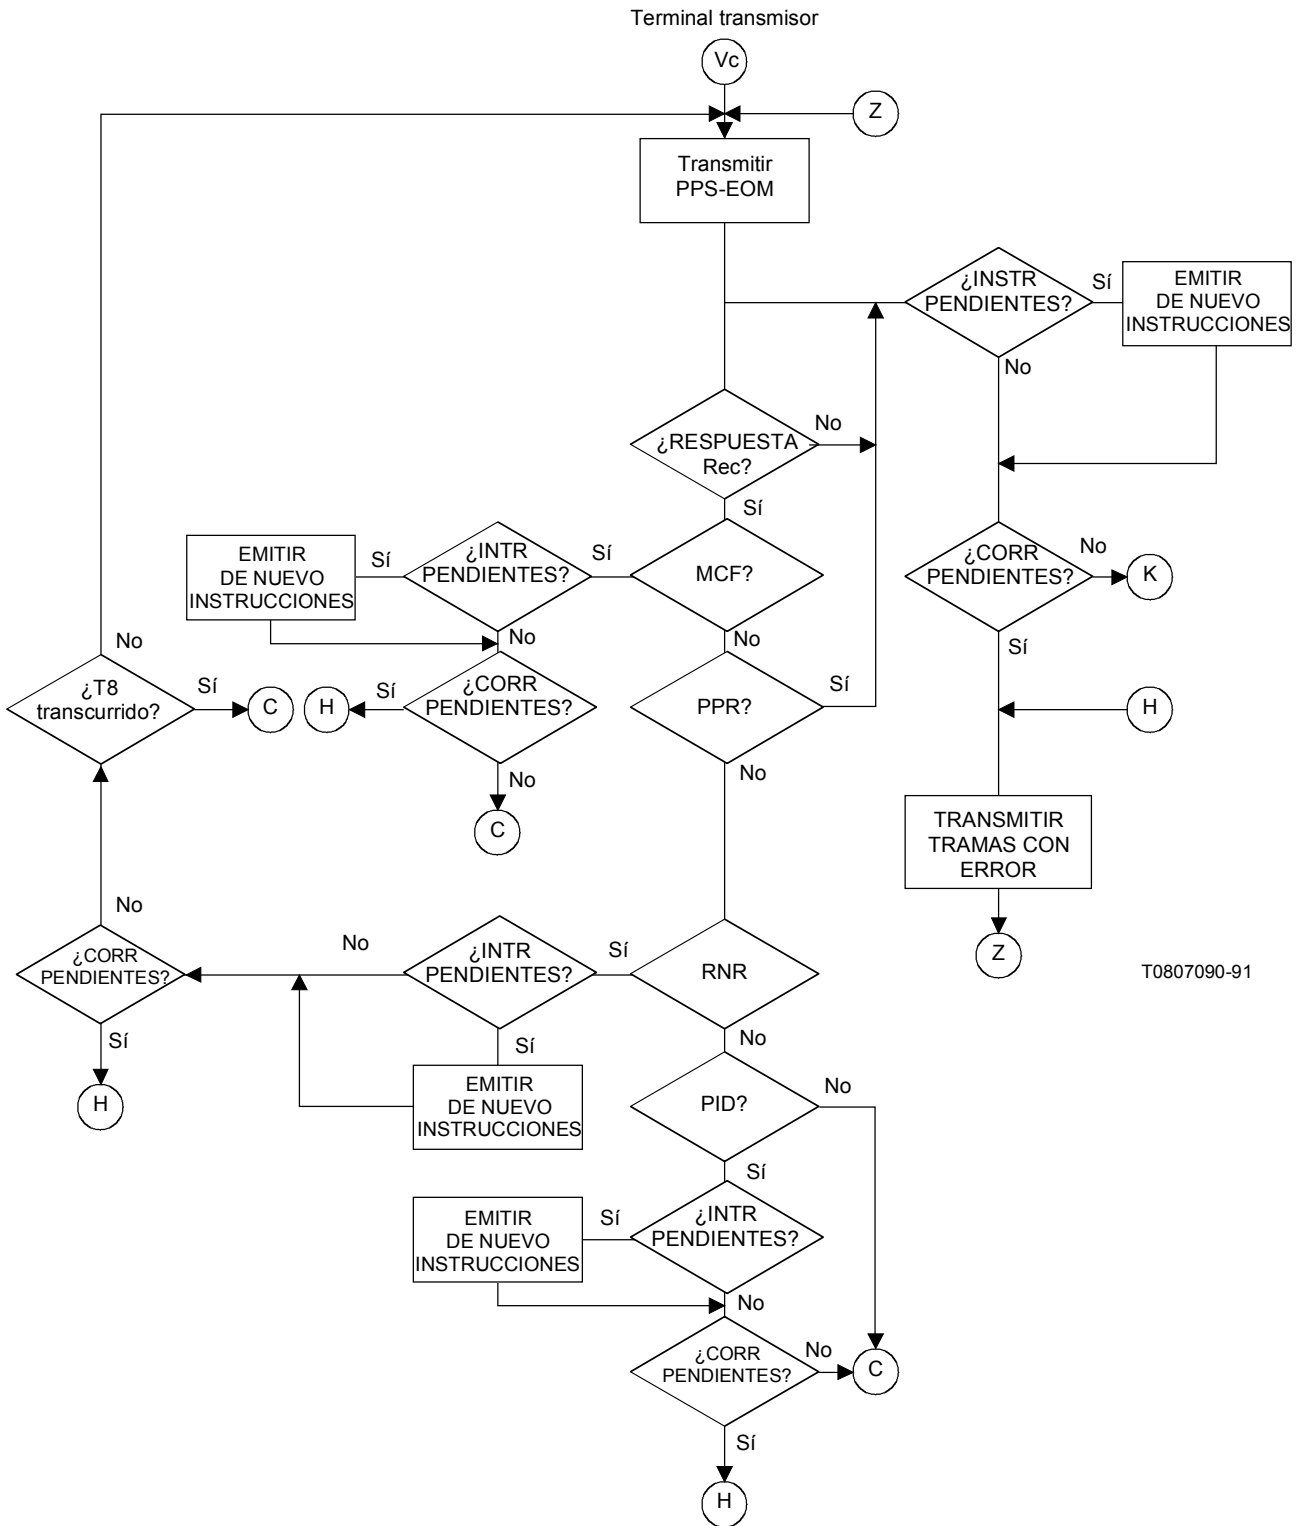 Terminal transmisor
Vc
Z
Transmitir
PPS-EOM
¿INSTR
PENDIENTES?
Sí
EMITIR
DE NUEVO
INSTRUCCIONES
No
¿RESPUESTA
Rec?
No
Sí
¿CORR
PENDIENTES?
No
K
Sí
EMITIR
DE NUEVO
INSTRUCCIONES
Sí
¿INTR
PENDIENTES?
Sí
MCF?
No
No
No
¿T8
transcurrido?
Sí
C
H
Sí
¿CORR
PENDIENTES?
PPR?
Sí
H
No
No
C
TRANSMITIR
TRAMAS CON
ERROR
Z
No
¿CORR
PENDIENTES?
No
¿INTR
PENDIENTES?
Sí
RNR
T0807090-91
Sí
H
Sí
EMITIR
DE NUEVO
INSTRUCCIONES
No
PID?
No
Sí
EMITIR
DE NUEVO
INSTRUCCIONES
Sí
¿INTR
PENDIENTES?
No
¿CORR
PENDIENTES?
No
C
Sí
H